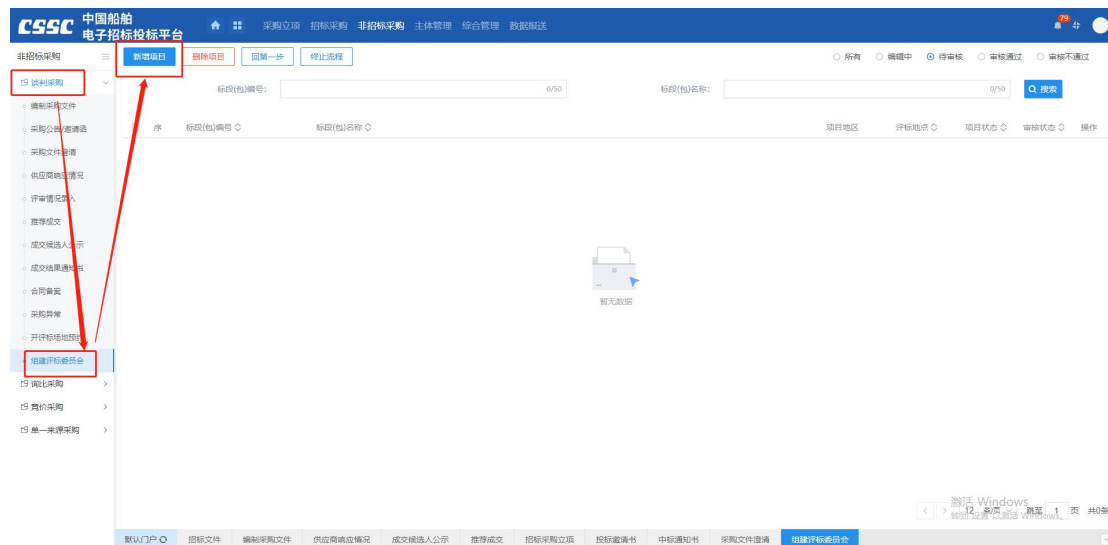 CSSC 中国船舶
电子招标投标平台
采购立项 招标采购 非招标采购 主体管理 综合管理 数据报送
79
非招标采购
新增项目 删除项目 回第一步 终止流程
所有 编辑中 待审核 审核通过 审核不通过
谈判采购
标段(包)编号: 0/50 标段(包)名称: 0/50 搜索
编制采购文件
序 标段(包)编号 标段(包)名称 项目地区 评标地点 项目状态 审核状态 操作
采购公告/邀请函
采购文件澄清
供应商响应情况
评审情况录入
推荐成交
成交候选人公示
成交结果通知书
合同备案
暂无数据
采购异常
开评标场地预约
组建评标委员会
询比采购
竞价采购
单一来源采购
激活 Windows
12 条/页 跳至 1 页 共0条
转到"设置"以激活 Windows。
默认门户 招标文件 编制采购文件 供应商响应情况 成交候选人公示 推荐成交 招标采购立项 投标邀请书 中标通知书 采购文件澄清 组建评标委员会